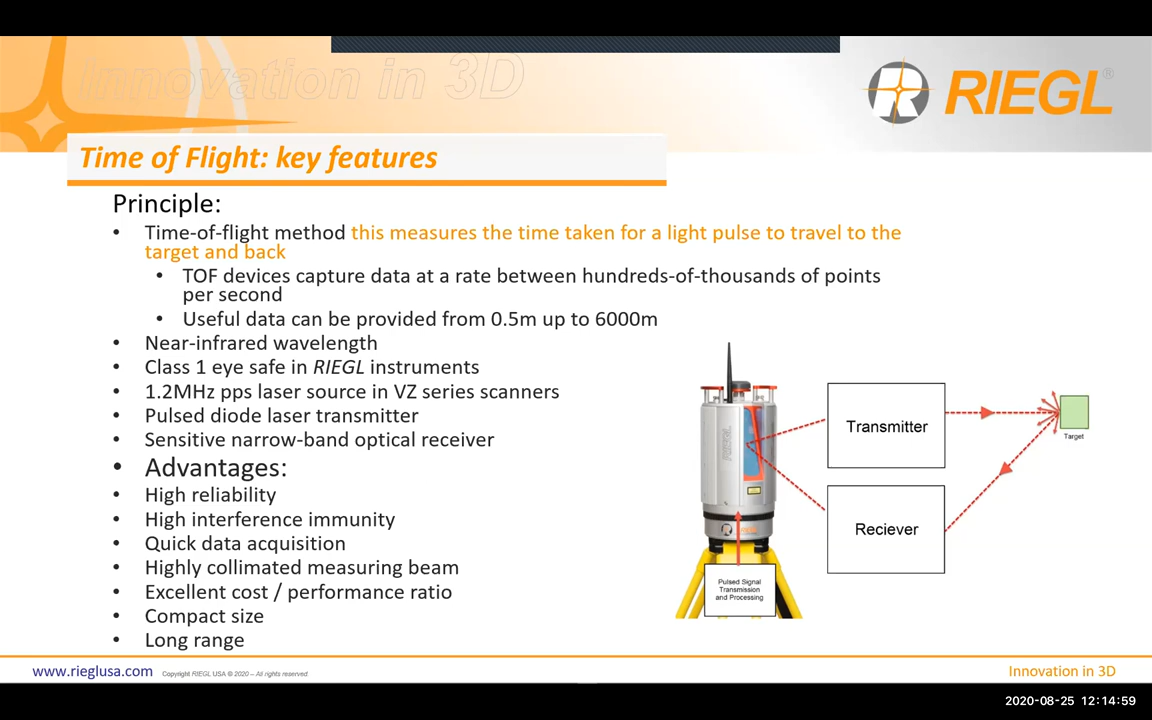 Innovation in 3D
RIEGL®
Time of Flight: key features
Principle:
• Time-of-flight method this measures the time taken for a light pulse to travel to the
target and back
• TOF devices capture data at a rate between hundreds-of-thousands of points
per second
• Useful data can be provided from 0.5m up to 6000m
• Near-infrared wavelength
• Class 1 eye safe in RIEGL instruments
• 1.2MHz pps laser source in VZ series scanners
• Pulsed diode laser transmitter
• Sensitive narrow-band optical receiver
• Advantages:
• High reliability
• High interference immunity
• Quick data acquisition
• Highly collimated measuring beam
• Excellent cost / performance ratio
• Compact size
• Long range
RIEGL
RIEGL
Pulsed Signal
Transmission
and Processing
Transmitter
Reciever
Target
www.rieglusa.com
Copyright RIEGL USA © 2020 – All rights reserved.
Innovation in 3D
2020-08-25 12:14:59